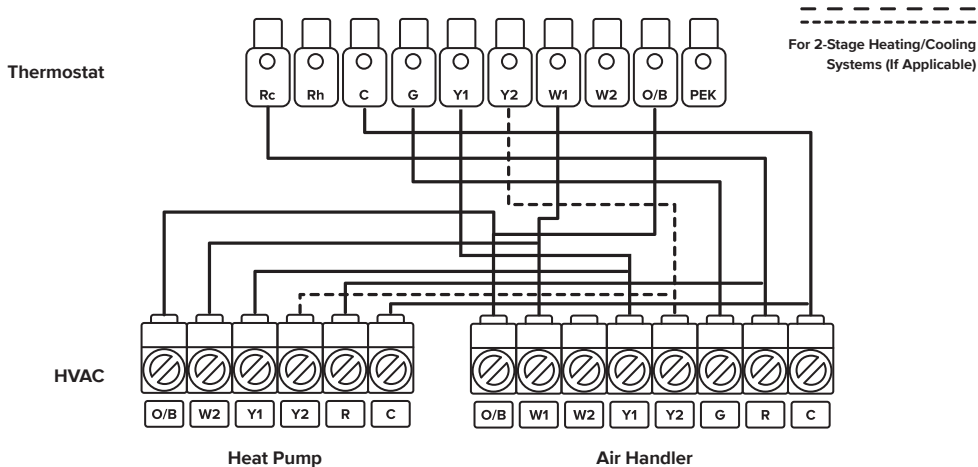 For 2-Stage Heating/Cooling
Systems (If Applicable)
Thermostat
Rc Rh C G Y1 Y2 W1 W2 O/B PEK
HVAC
O/B W2 Y1 Y2 R C O/B W1 W2 Y1 Y2 G R C
Heat Pump Air Handler